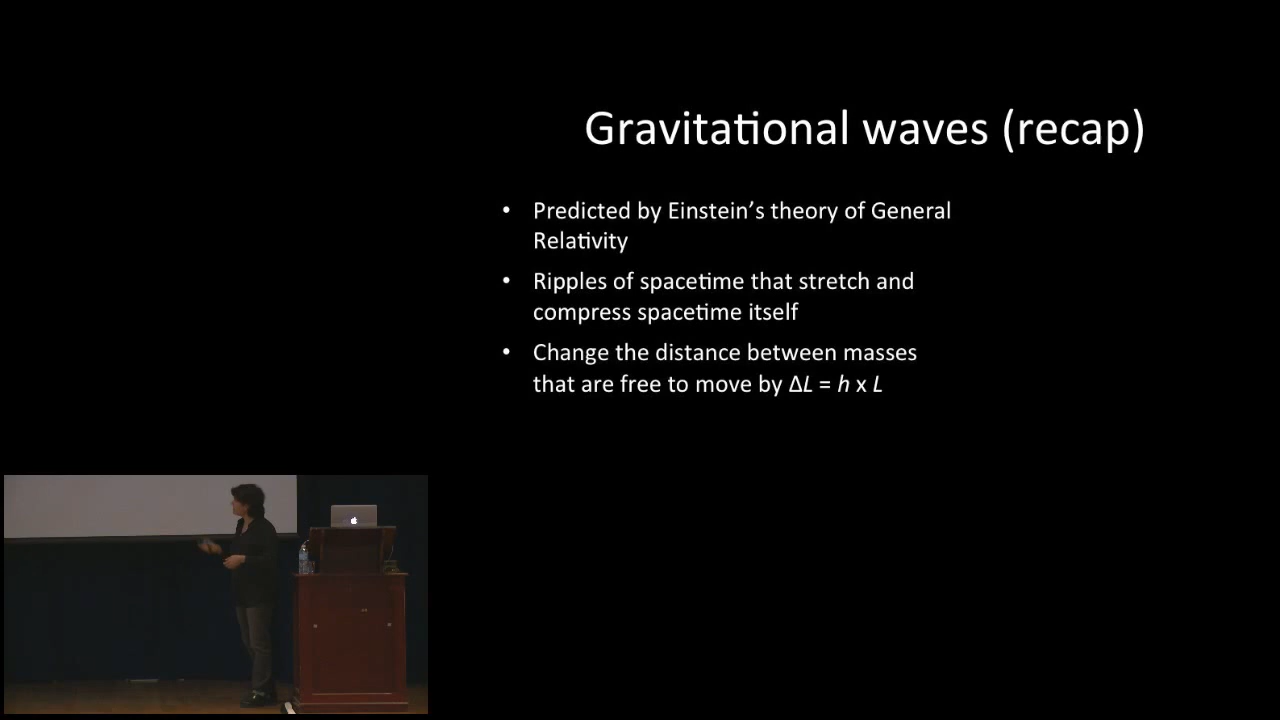 Gravitational waves (recap)
• Predicted by Einstein’s theory of General
Relativity
• Ripples of spacetime that stretch and
compress spacetime itself
• Change the distance between masses
that are free to move by ΔL = h x L